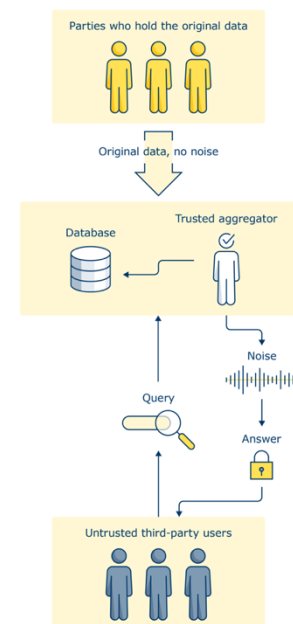 Parties who hold the original data
Original data, no noise
Trusted aggregator
Database
Noise
Query
Answer
Untrusted third-party users